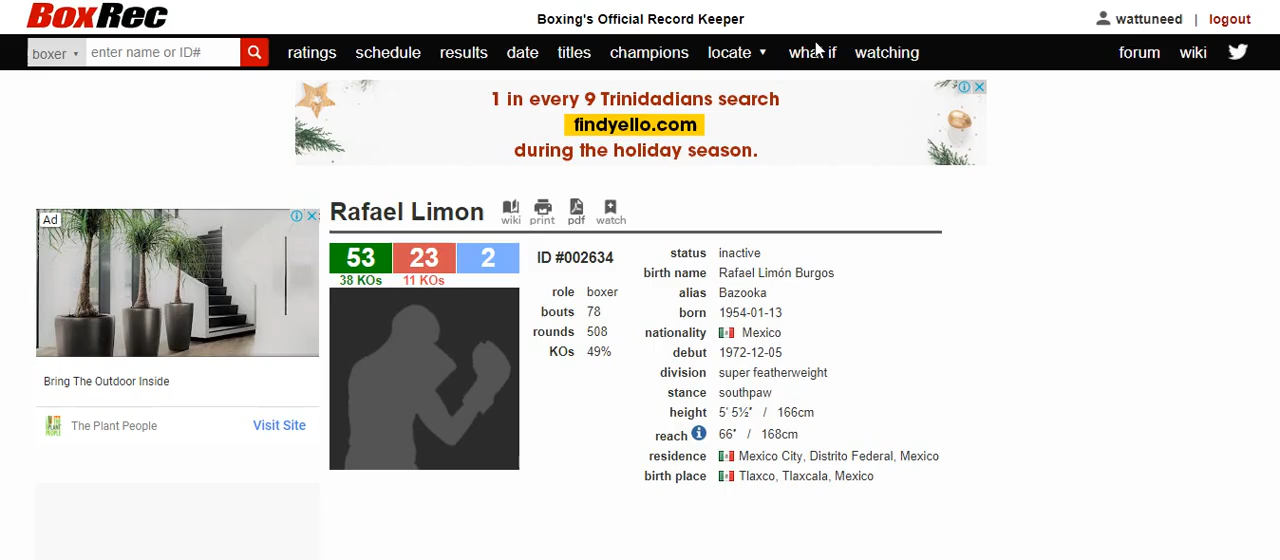 BoxRec
Boxing's Official Record Keeper
wattuneed | logout
boxer ▾ enter name or ID#
ratings schedule results date titles champions locate ▼ what if watching forum wiki
1 in every 9 Trinidadians search
findyello.com
during the holiday season.
Ad
Bring The Outdoor Inside
The Plant People Visit Site
Rafael Limon wiki print pdf watch
53 23 2
38 KOs 11 KOs
ID #002634
role boxer
bouts 78
rounds 508
KOs 49%
status inactive
birth name Rafael Limón Burgos
alias Bazooka
born 1954-01-13
nationality Mexico
debut 1972-12-05
division super featherweight
stance southpaw
height 5′ 5½″ / 166cm
reach 66″ / 168cm
residence Mexico City, Distrito Federal, Mexico
birth place Tlaxco, Tlaxcala, Mexico